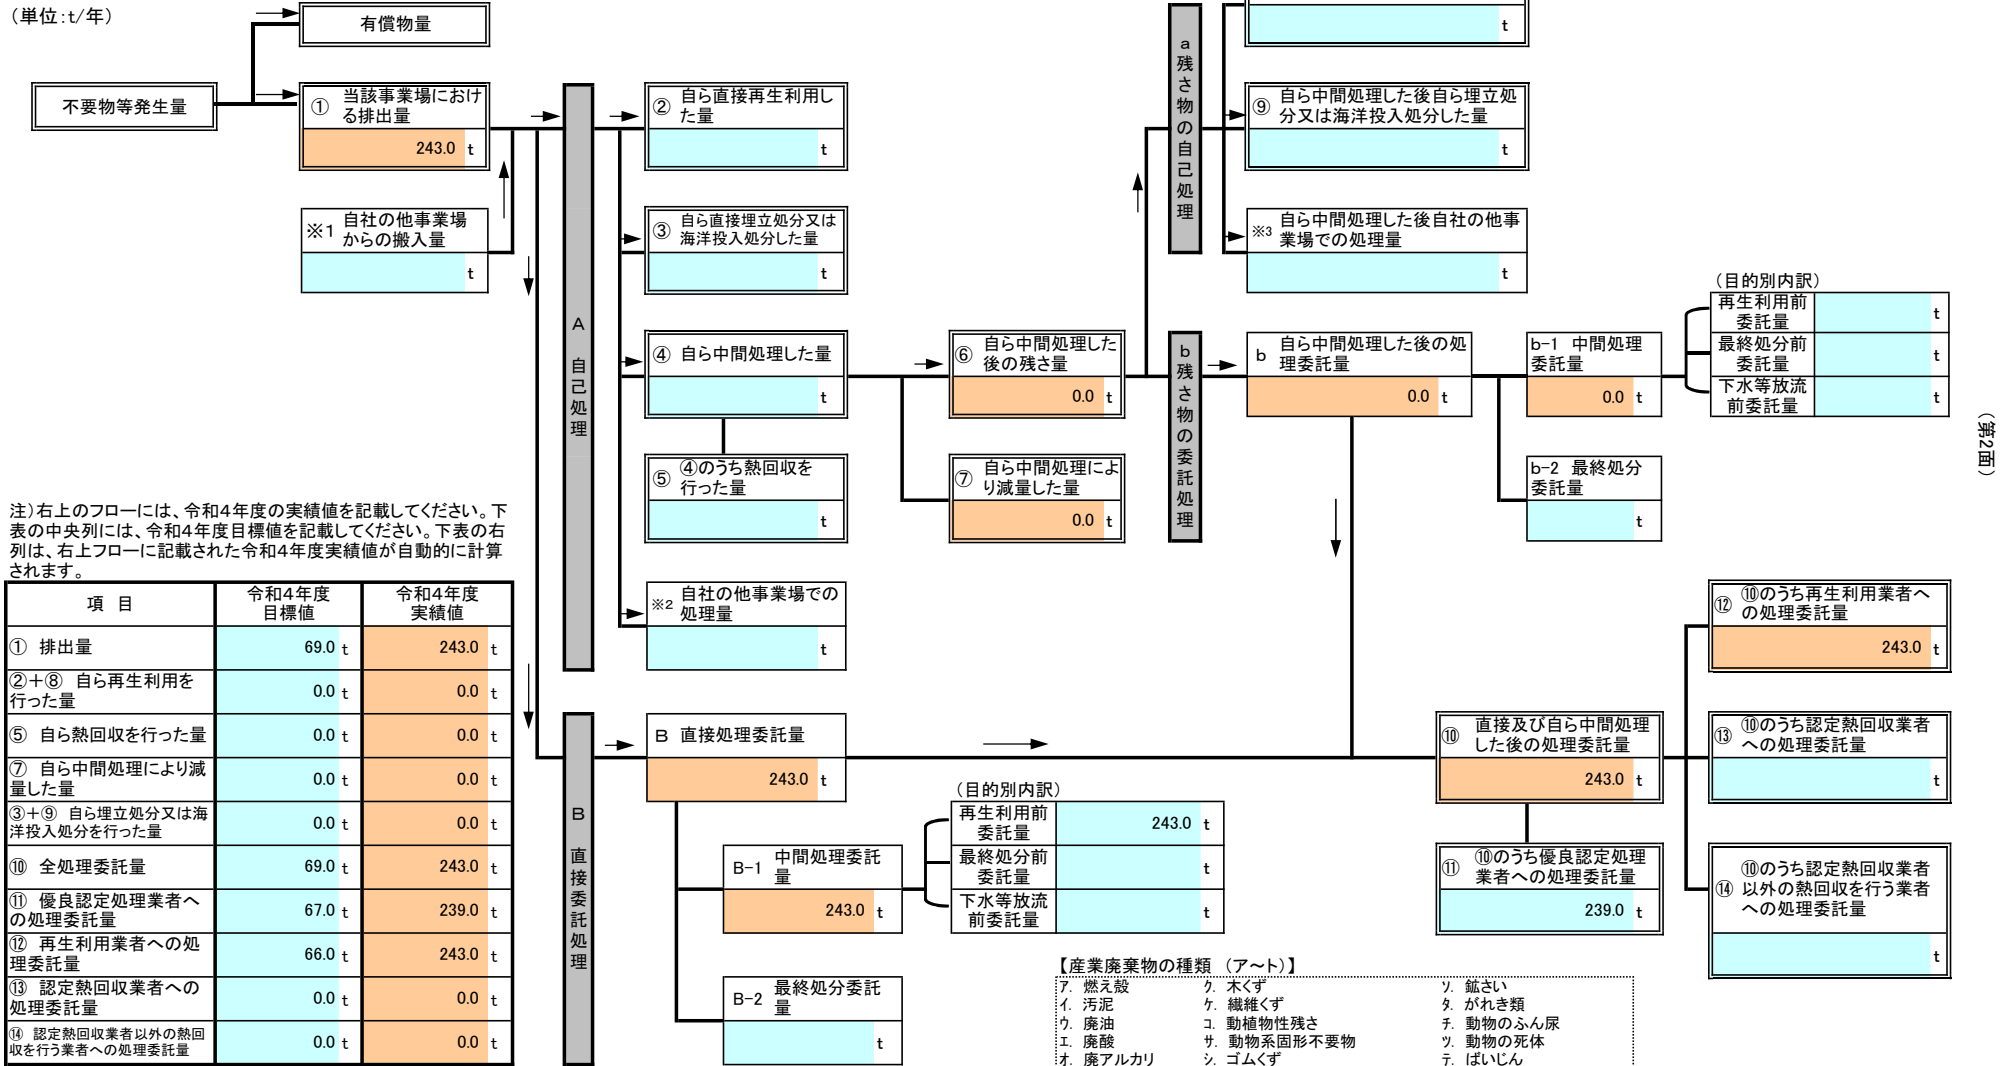 （単位：t/年）
有償物量
不要物等発生量
① 当該事業場におけ
る排出量
243.0 t
※1 自社の他事業場
からの搬入量
t
A
自己処理
② 自ら直接再生利用し
た量
t
③ 自ら直接埋立処分又は
海洋投入処分した量
t
④ 自ら中間処理した量
t
⑤ ④のうち熱回収を
行った量
t
※2 自社の他事業場での
処理量
t
⑥ 自ら中間処理した
後の残さ量
0.0 t
⑦ 自ら中間処理によ
り減量した量
0.0 t
a残さ物の自己処理
t
⑨ 自ら中間処理した後自ら埋立処
分又は海洋投入処分した量
t
※3 自ら中間処理した後自社の他事
業場での処理量
t
b残さ物の委託処理
b 自ら中間処理した後の処
理委託量
0.0 t
b-1 中間処理
委託量
0.0 t
（目的別内訳）
再生利用前
委託量
t
最終処分前
委託量
t
下水等放流
前委託量
t
b-2 最終処分
委託量
t
（第2面）
注）右上のフローには、令和４年度の実績値を記載してください。下
表の中央列には、令和４年度目標値を記載してください。下表の右
列は、右上フローに記載された令和４年度実績値が自動的に計算
されます。
項 目
令和４年度
目標値
令和４年度
実績値
① 排出量 69.0 t 243.0 t
②＋⑧ 自ら再生利用を
行った量 0.0 t 0.0 t
⑤ 自ら熱回収を行った量 0.0 t 0.0 t
⑦ 自ら中間処理により減
量した量 0.0 t 0.0 t
③＋⑨ 自ら埋立処分又は海
洋投入処分を行った量 0.0 t 0.0 t
⑩ 全処理委託量 69.0 t 243.0 t
⑪ 優良認定処理業者へ
の処理委託量 67.0 t 239.0 t
⑫ 再生利用業者への処
理委託量 66.0 t 243.0 t
⑬ 認定熱回収業者への
処理委託量 0.0 t 0.0 t
⑭ 認定熱回収業者以外の熱回
収を行う業者への処理委託量 0.0 t 0.0 t
B
直接委託処理
B 直接処理委託量
243.0 t
B-1 中間処理委託
量
243.0 t
（目的別内訳）
再生利用前
委託量
243.0 t
最終処分前
委託量
t
下水等放流
前委託量
t
B-2 最終処分委託
量
t
⑩ 直接及び自ら中間処理
した後の処理委託量
243.0 t
⑪ ⑩のうち優良認定処理
業者への処理委託量
239.0 t
⑫ ⑩のうち再生利用業者へ
の処理委託量
243.0 t
⑬ ⑩のうち認定熱回収業者
への処理委託量
t
⑭ ⑩のうち認定熱回収業者
以外の熱回収を行う業者
への処理委託量
t
【産業廃棄物の種類 （ア～ト）】
ｱ. 燃え殻 ｸ. 木くず ｿ. 鉱さい
ｲ. 汚泥 ｹ. 繊維くず ﾀ. がれき類
ｳ. 廃油 ｺ. 動植物性残さ ﾁ. 動物のふん尿
ｴ. 廃酸 ｻ. 動物系固形不要物 ﾂ. 動物の死体
ｵ. 廃アルカリ ｼ. ゴムくず ﾃ. ばいじん